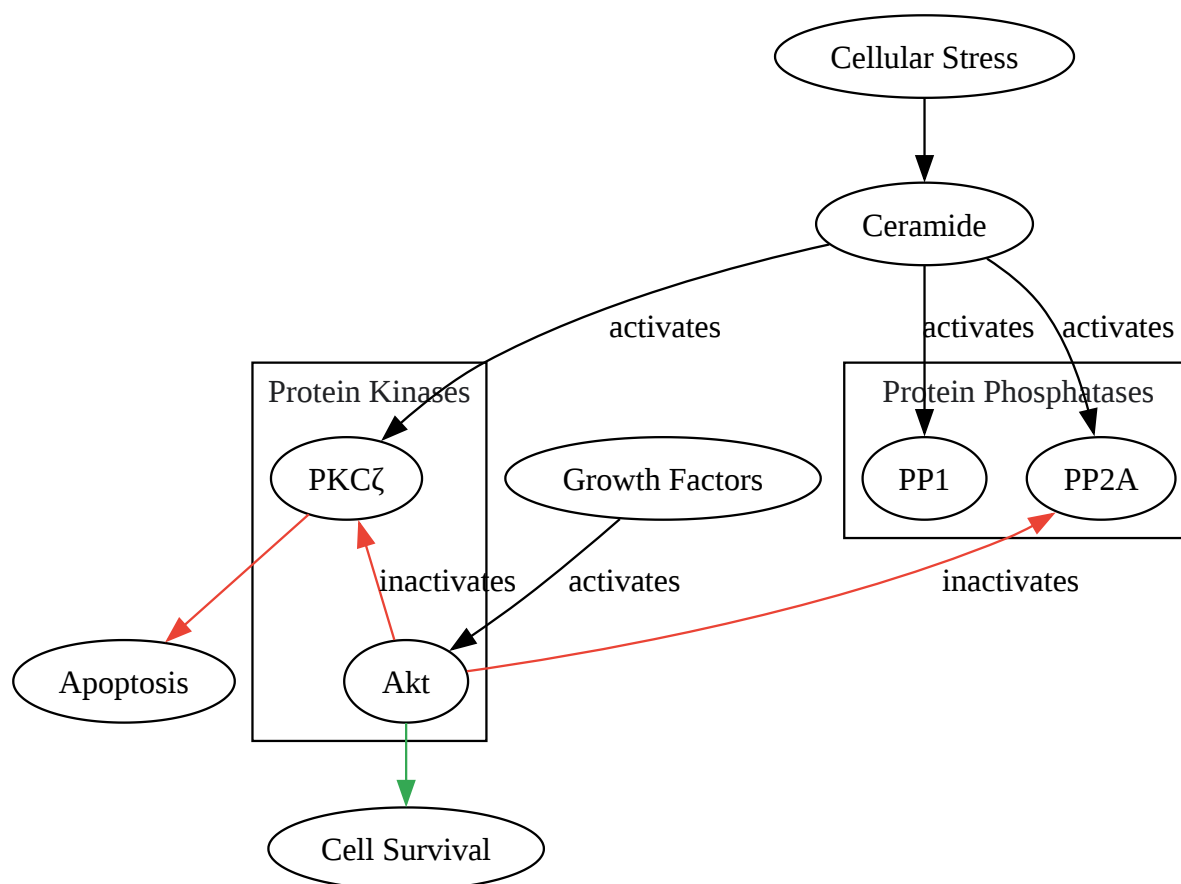 Cellular Stress
Ceramide
activates
activates
activates
Protein Kinases
Protein Phosphatases
PKCζ
Growth Factors
PP1
PP2A
inactivates
activates
inactivates
Apoptosis
Akt
Cell Survival